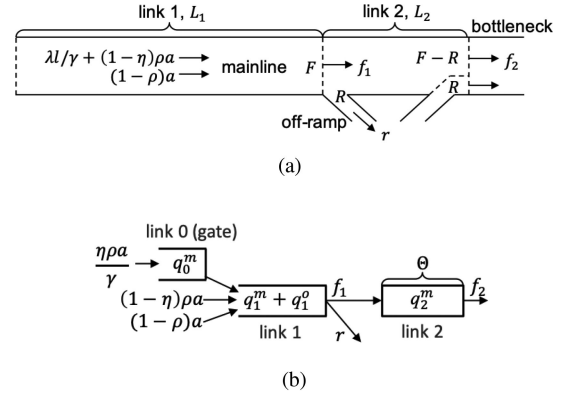 link 1, L₁
link 2, L₂
bottleneck
λl/γ + (1−η)ρa
(1−ρ)a
mainline
F
f₁
F − R
f₂
R
R
off-ramp
r
(a)
link 0 (gate)
ηρa/γ
q₀ᵐ
Θ
(1−η)ρa
(1−ρ)a
q₁ᵐ + q₁ᵒ
f₁
q₂ᵐ
f₂
link 1
r
link 2
(b)